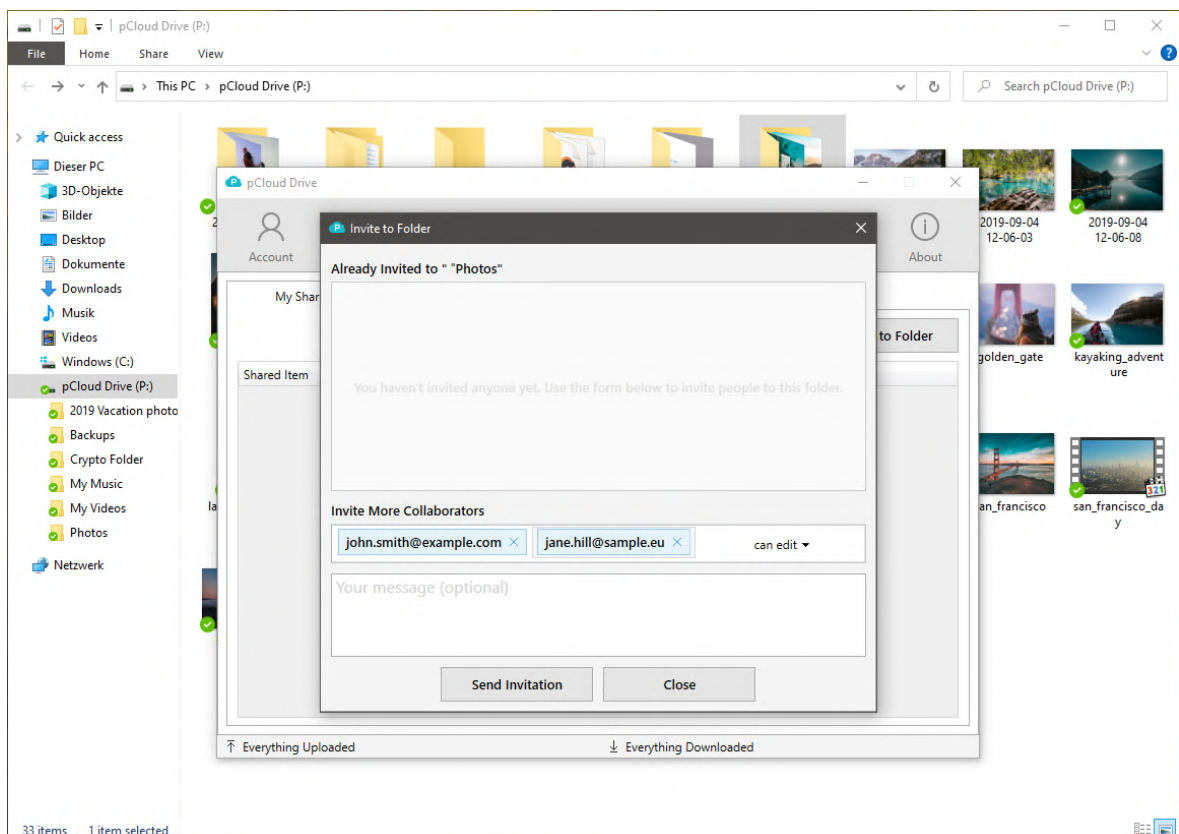 pCloud Drive (P:)
File Home Share View
This PC > pCloud Drive (P:)
Search pCloud Drive (P:)
Quick access
Dieser PC
3D-Objekte
Bilder
Desktop
Dokumente
Downloads
Musik
Videos
Windows (C:)
pCloud Drive (P:)
2019 Vacation photo
Backups
Crypto Folder
My Music
My Videos
Photos
Netzwerk
2019-09-04
12-06-03
2019-09-04
12-06-08
golden_gate
kayaking_advent
ure
an_francisco
san_francisco_da
y
321
pCloud Drive
Account
About
My Shar
to Folder
Shared Item
Invite to Folder
Already Invited to " "Photos"
You haven't invited anyone yet. Use the form below to invite people to this folder.
Invite More Collaborators
john.smith@example.com jane.hill@sample.eu can edit
Your message (optional)
Send Invitation Close
Everything Uploaded Everything Downloaded
33 items 1 item selected